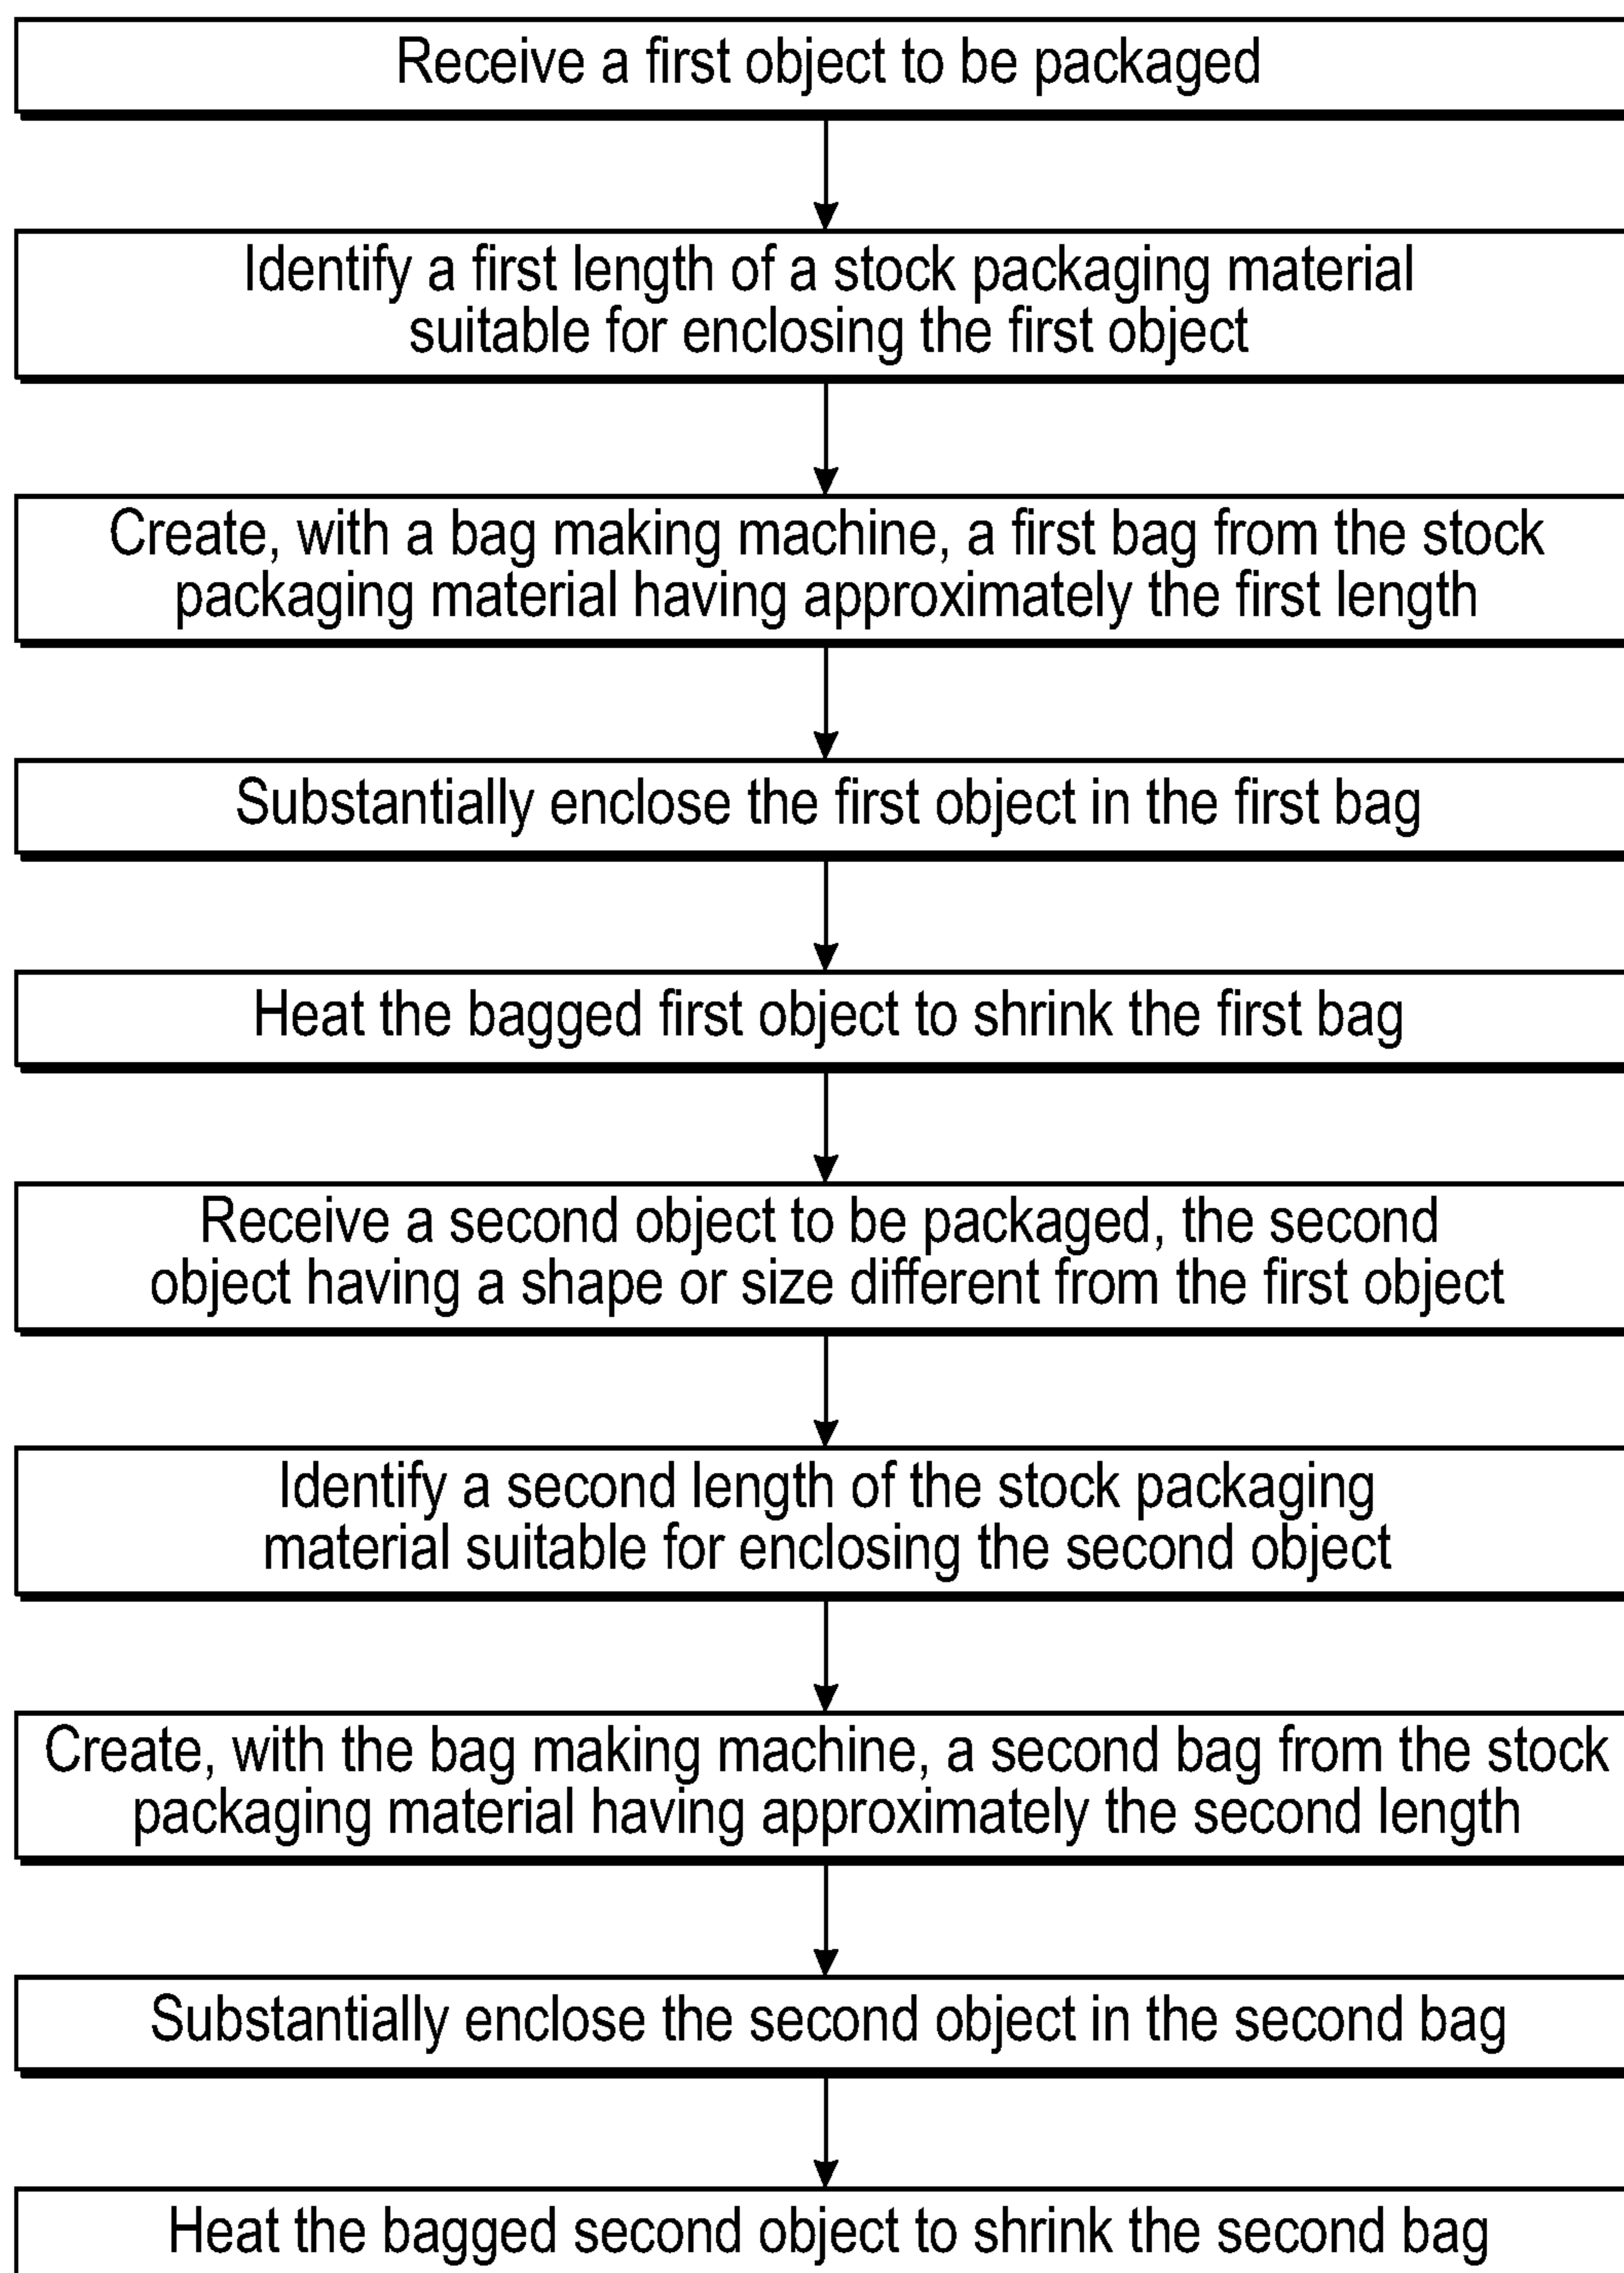 Receive a first object to be packaged
Identify a first length of a stock packaging material
suitable for enclosing the first object
Create, with a bag making machine, a first bag from the stock
packaging material having approximately the first length
Substantially enclose the first object in the first bag
Heat the bagged first object to shrink the first bag
Receive a second object to be packaged, the second
object having a shape or size different from the first object
Identify a second length of the stock packaging
material suitable for enclosing the second object
Create, with the bag making machine, a second bag from the stock
packaging material having approximately the second length
Substantially enclose the second object in the second bag
Heat the bagged second object to shrink the second bag